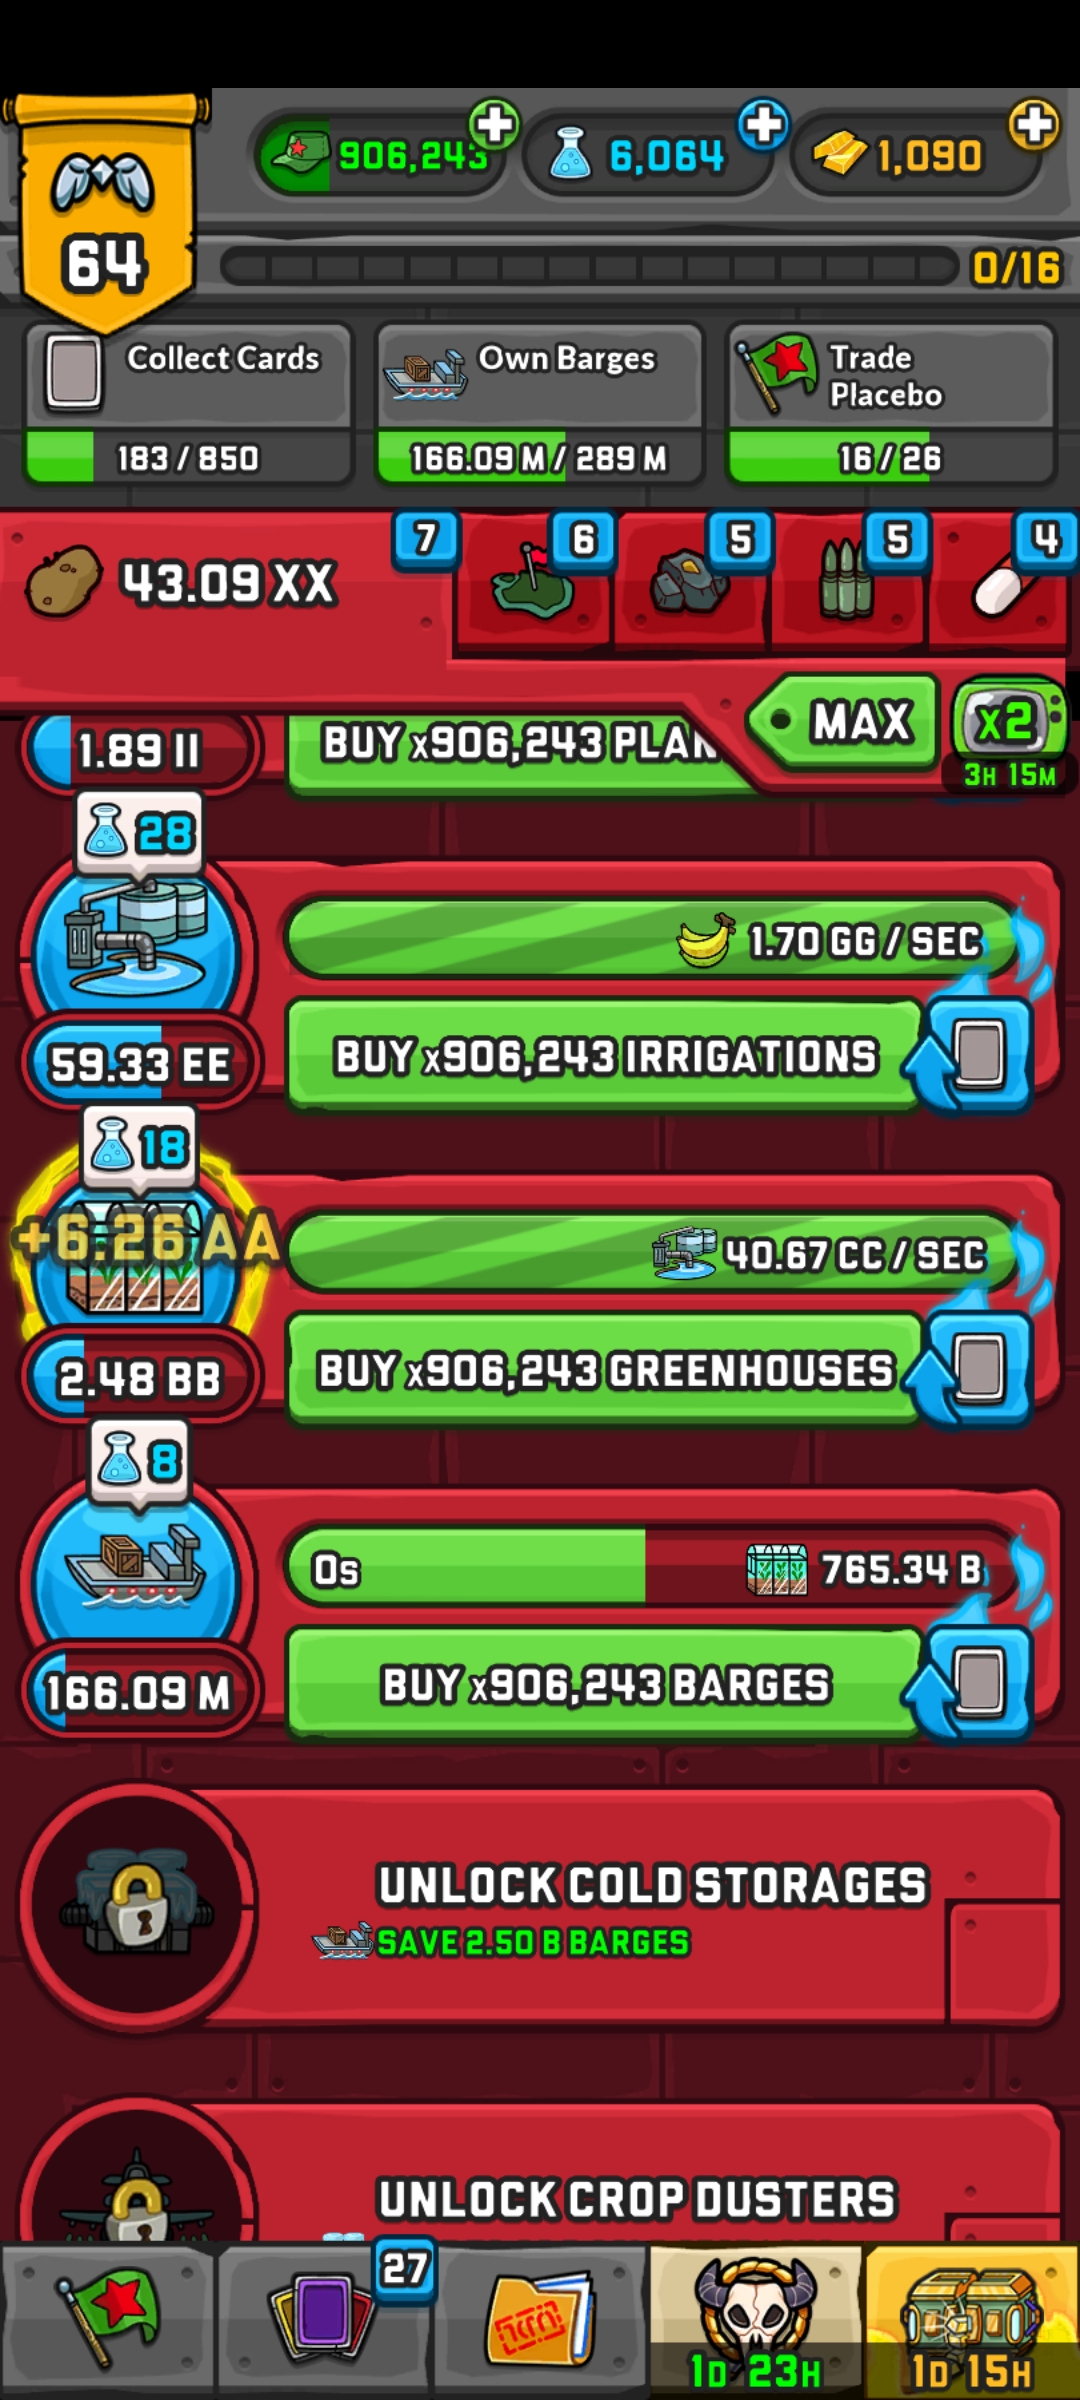 906,243
6,064
1,090
64
0/16
Collect Cards
Own Barges
Trade
Placebo
183 / 850
166.09 M / 289 M
16 / 26
43.09 XX
7
6
5
5
4
MAX
x2
3H 15M
1.89 II
BUY x906,243 PLAN
28
1.70 GG / SEC
59.33 EE
BUY x906,243 IRRIGATIONS
18
+6.26 AA
40.67 CC / SEC
2.48 BB
BUY x906,243 GREENHOUSES
8
0s
765.34 B
166.09 M
BUY x906,243 BARGES
UNLOCK COLD STORAGES
SAVE 2.50 B BARGES
UNLOCK CROP DUSTERS
27
1D 23H
1D 15H